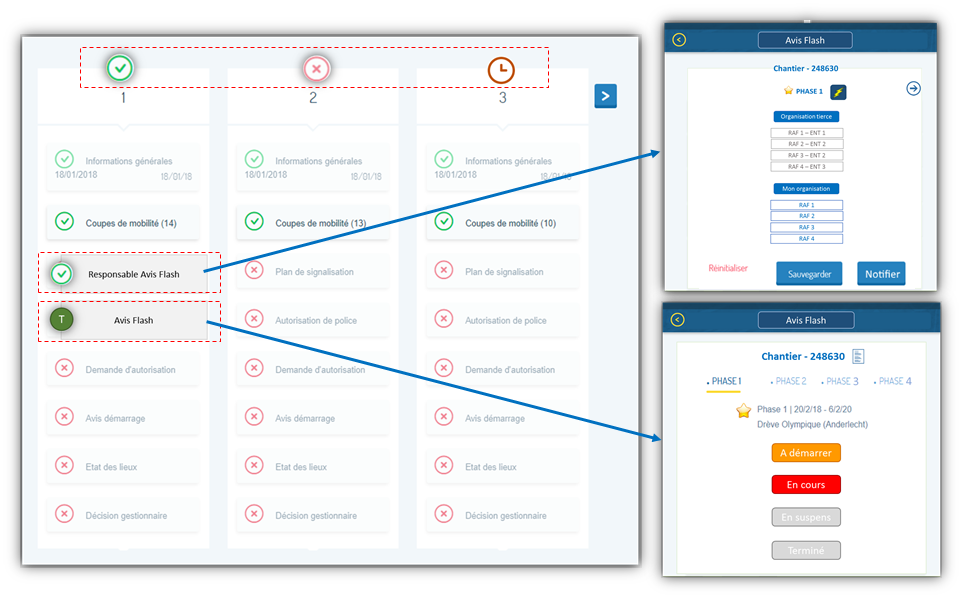 1
2
3
>
Informations générales
18/01/2018
18/01/18
Coupes de mobilité (14)
Responsable Avis Flash
T
Avis Flash
Demande d'autorisation
Avis démarrage
Etat des lieux
Décision gestionnaire
Informations générales
18/01/2018
18/01/18
Coupes de mobilité (13)
Plan de signalisation
Autorisation de police
Demande d'autorisation
Avis démarrage
Etat des lieux
Décision gestionnaire
Informations générales
18/01/2018
18/01/18
Coupes de mobilité (10)
Plan de signalisation
Autorisation de police
Demande d'autorisation
Avis démarrage
Etat des lieux
Décision gestionnaire
Avis Flash
Chantier - 248630
PHASE 1
Organisation tierce
RAF 1 – ENT 1
RAF 2 – ENT 2
RAF 3 – ENT 2
RAF 4 – ENT 3
Mon organisation
RAF 1
RAF 2
RAF 3
RAF 4
Réinitialiser
Sauvegarder
Notifier
Avis Flash
Chantier - 248630
• PHASE 1 • PHASE 2 • PHASE 3 • PHASE 4
Phase 1 | 20/2/18 - 6/2/20
Drève Olympique (Anderlecht)
A démarrer
En cours
En suspens
Terminé